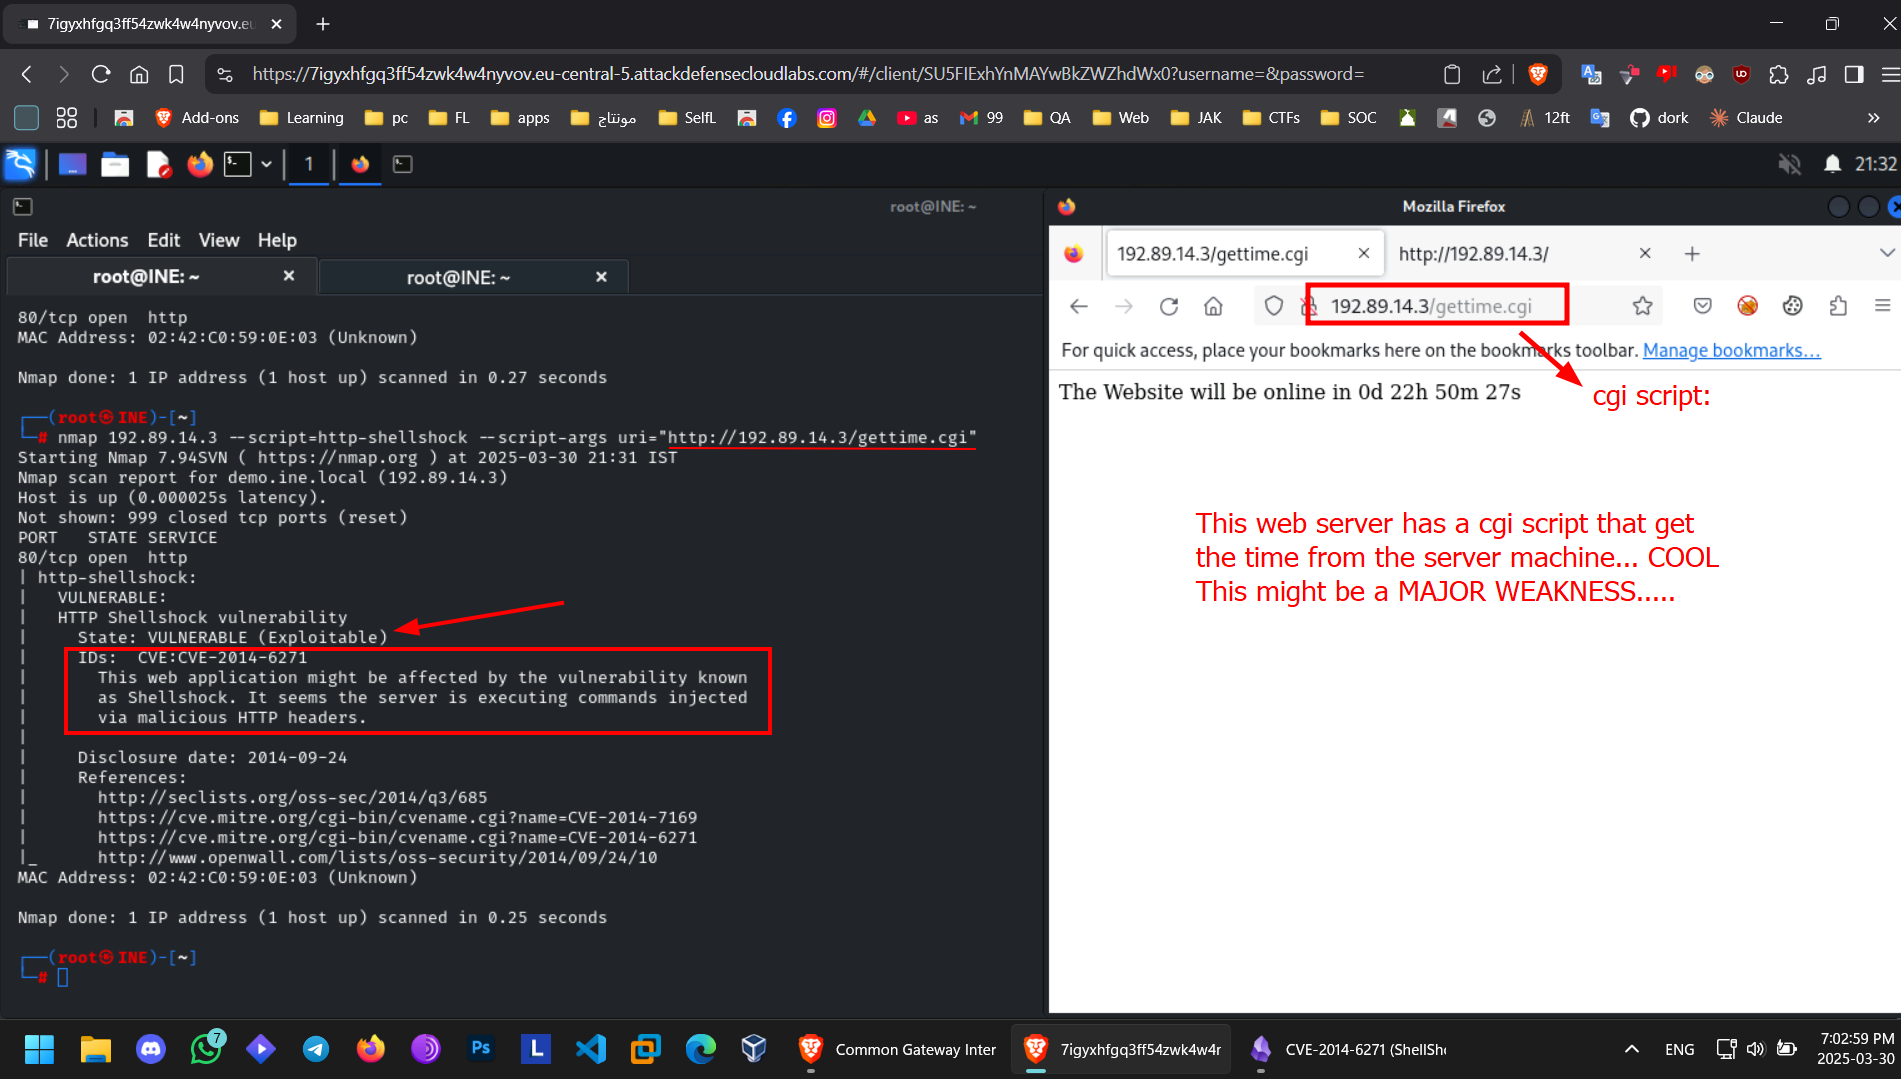 7igyxhfgq3ff54zwk4w4nyvov.eu
https://7igyxhfgq3ff54zwk4w4nyvov.eu-central-5.attackdefensecloudlabs.com/#/client/SU5FIExhYnMAYwBkZWZhdWx0?username=&password=
Add-ons Learning pc FL apps مونتاج SelfL as 99 QA Web JAK CTFs SOC 12ft dork Claude
1 21:32
root@INE: ~
File Actions Edit View Help
root@INE: ~ root@INE: ~
80/tcp open  http
MAC Address: 02:42:C0:59:0E:03 (Unknown)
Nmap done: 1 IP address (1 host up) scanned in 0.27 seconds
(root㉿INE)-[~]
# nmap 192.89.14.3 --script=http-shellshock --script-args uri="http://192.89.14.3/gettime.cgi"
Starting Nmap 7.94SVN ( https://nmap.org ) at 2025-03-30 21:31 IST
Nmap scan report for demo.ine.local (192.89.14.3)
Host is up (0.000025s latency).
Not shown: 999 closed tcp ports (reset)
PORT   STATE SERVICE
80/tcp open  http
| http-shellshock:
|   VULNERABLE:
|   HTTP Shellshock vulnerability
|     State: VULNERABLE (Exploitable)
|     IDs:  CVE:CVE-2014-6271
|       This web application might be affected by the vulnerability known
|       as Shellshock. It seems the server is executing commands injected
|       via malicious HTTP headers.
|
|     Disclosure date: 2014-09-24
|     References:
|       http://seclists.org/oss-sec/2014/q3/685
|       https://cve.mitre.org/cgi-bin/cvename.cgi?name=CVE-2014-7169
|       https://cve.mitre.org/cgi-bin/cvename.cgi?name=CVE-2014-6271
|_      http://www.openwall.com/lists/oss-security/2014/09/24/10
MAC Address: 02:42:C0:59:0E:03 (Unknown)
Nmap done: 1 IP address (1 host up) scanned in 0.25 seconds
(root㉿INE)-[~]
#
Mozilla Firefox
192.89.14.3/gettime.cgi http://192.89.14.3/
192.89.14.3/gettime.cgi
For quick access, place your bookmarks here on the bookmarks toolbar. Manage bookmarks…
The Website will be online in 0d 22h 50m 27s
cgi script:
This web server has a cgi script that get
the time from the server machine... COOL
This might be a MAJOR WEAKNESS.....
7 Ps L Common Gateway Inter 7igyxhfgq3ff54zwk4w4r CVE-2014-6271 (ShellSh ENG
7:02:59 PM
2025-03-30